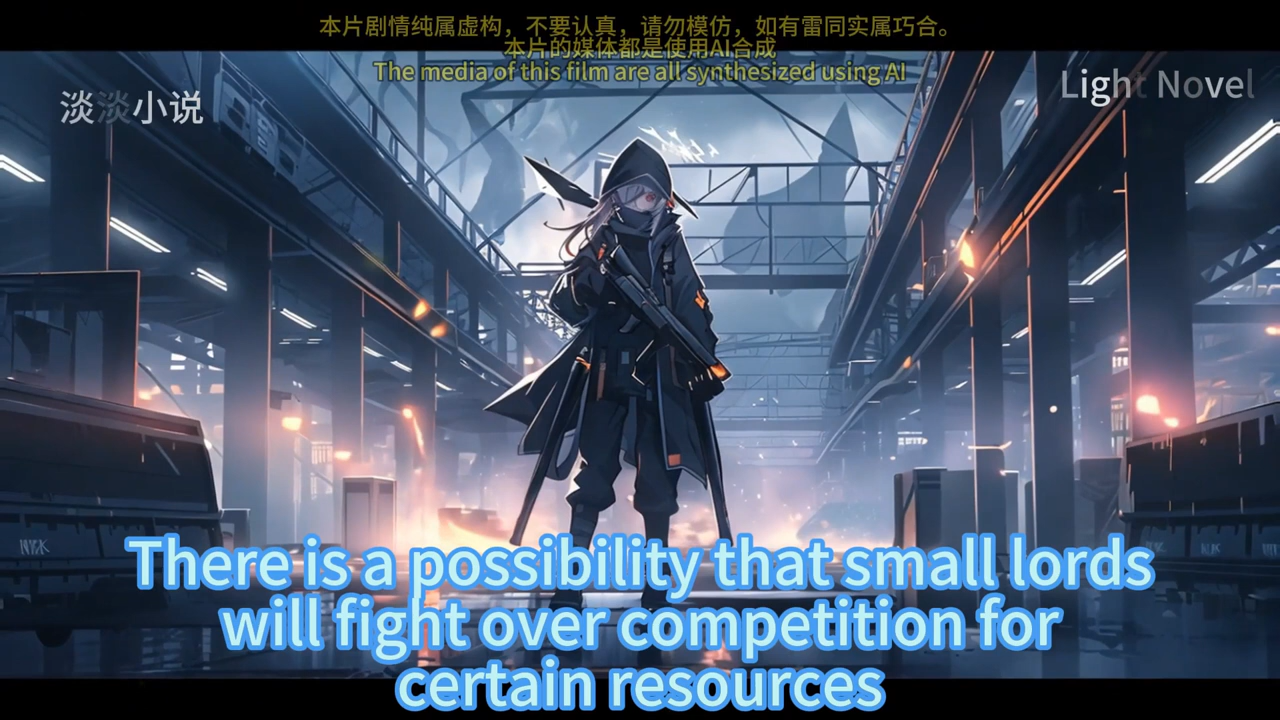 本片剧情纯属虚构，不要认真，请勿模仿，如有雷同实属巧合。
本片的媒体都是使用AI合成
The media of this film are all synthesized using AI
淡淡小说
Light Novel
There is a possibility that small lords
will fight over competition for
certain resources